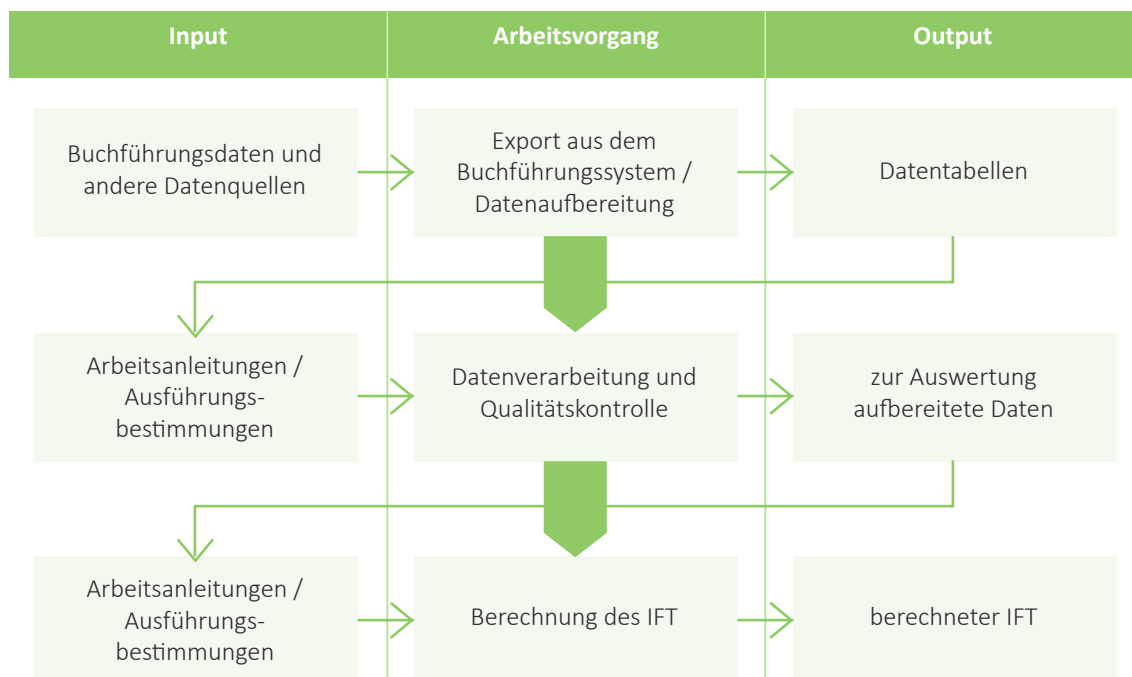 Input
Arbeitsvorgang
Output
Buchführungsdaten und
andere Datenquellen
Export aus dem
Buchführungssystem /
Datenaufbereitung
Datentabellen
Arbeitsanleitungen /
Ausführungs-
bestimmungen
Datenverarbeitung und
Qualitätskontrolle
zur Auswertung
aufbereitete Daten
Arbeitsanleitungen /
Ausführungs-
bestimmungen
Berechnung des IFT
berechneter IFT